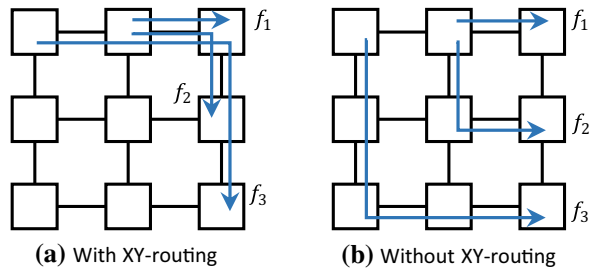 f1
f2
f3
(a) With XY-routing
f1
f2
f3
(b) Without XY-routing